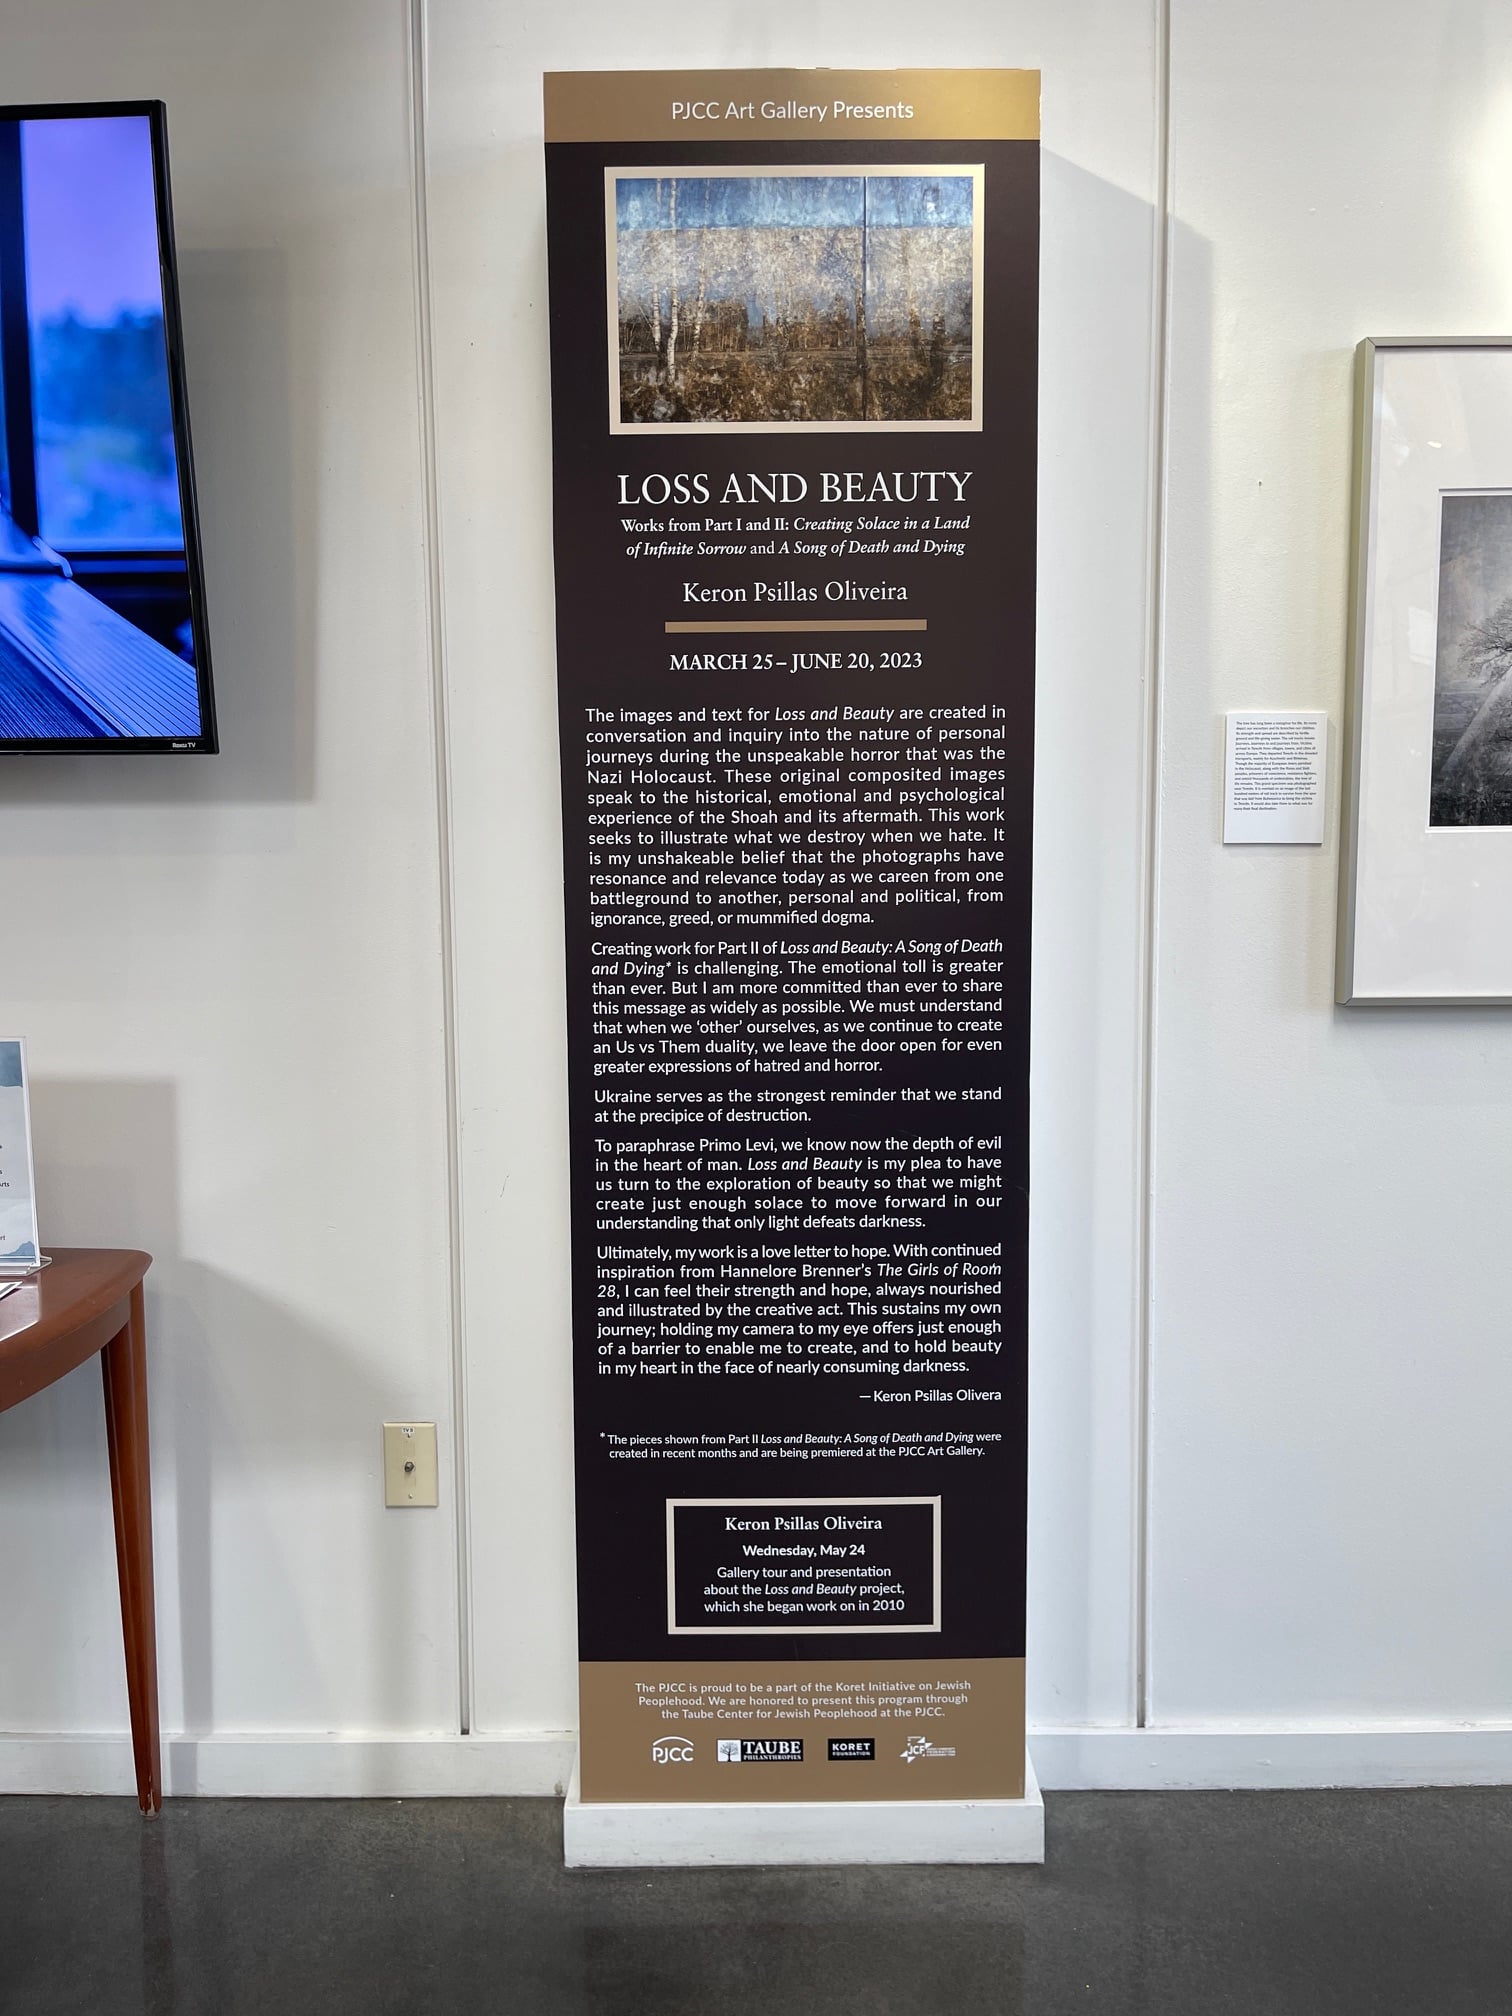 PJCC Art Gallery Presents
LOSS AND BEAUTY
Works from Part I and II: Creating Solace in a Land
of Infinite Sorrow and A Song of Death and Dying
Keron Psillas Oliveira
MARCH 25 – JUNE 20, 2023
The images and text for Loss and Beauty are created in
conversation and inquiry into the nature of personal
journeys during the unspeakable horror that was the
Nazi Holocaust. These original composited images
speak to the historical, emotional and psychological
experience of the Shoah and its aftermath. This work
seeks to illustrate what we destroy when we hate. It
is my unshakeable belief that the photographs have
resonance and relevance today as we careen from one
battleground to another, personal and political, from
ignorance, greed, or mummified dogma.
Creating work for Part II of Loss and Beauty: A Song of Death
and Dying* is challenging. The emotional toll is greater
than ever. But I am more committed than ever to share
this message as widely as possible. We must understand
that when we ‘other’ ourselves, as we continue to create
an Us vs Them duality, we leave the door open for even
greater expressions of hatred and horror.
Ukraine serves as the strongest reminder that we stand
at the precipice of destruction.
To paraphrase Primo Levi, we know now the depth of evil
in the heart of man. Loss and Beauty is my plea to have
us turn to the exploration of beauty so that we might
create just enough solace to move forward in our
understanding that only light defeats darkness.
Ultimately, my work is a love letter to hope. With continued
inspiration from Hannelore Brenner’s The Girls of Room
28, I can feel their strength and hope, always nourished
and illustrated by the creative act. This sustains my own
journey; holding my camera to my eye offers just enough
of a barrier to enable me to create, and to hold beauty
in my heart in the face of nearly consuming darkness.
— Keron Psillas Olivera
* The pieces shown from Part II Loss and Beauty: A Song of Death and Dying were
created in recent months and are being premiered at the PJCC Art Gallery.
Keron Psillas Oliveira
Wednesday, May 24
Gallery tour and presentation
about the Loss and Beauty project,
which she began work on in 2010
The PJCC is proud to be a part of the Koret Initiative on Jewish
Peoplehood. We are honored to present this program through
the Taube Center for Jewish Peoplehood at the PJCC.
PJCC
TAUBE
PHILANTHROPIES
KORET
FOUNDATION
JCF
Roku TV